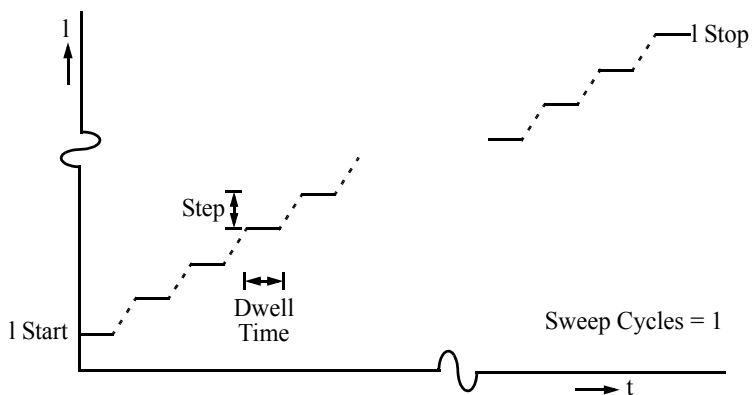 l
l Stop
Step
Dwell
Time
l Start
Sweep Cycles = 1
t